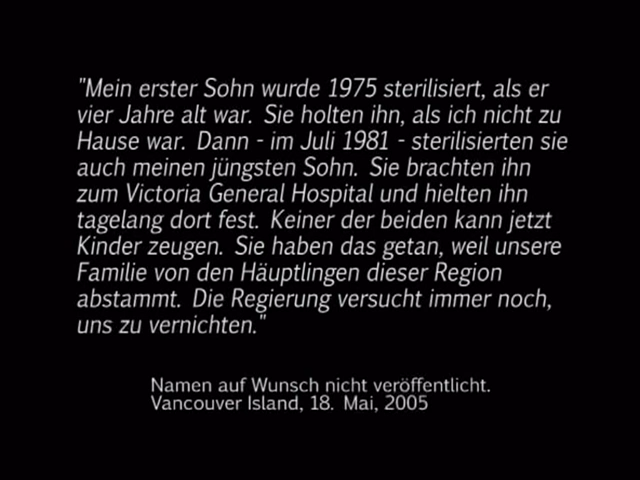 "Mein erster Sohn wurde 1975 sterilisiert, als er
vier Jahre alt war. Sie holten ihn, als ich nicht zu
Hause war. Dann - im Juli 1981 - sterilisierten sie
auch meinen jüngsten Sohn. Sie brachten ihn
zum Victoria General Hospital und hielten ihn
tagelang dort fest. Keiner der beiden kann jetzt
Kinder zeugen. Sie haben das getan, weil unsere
Familie von den Häuptlingen dieser Region
abstammt. Die Regierung versucht immer noch,
uns zu vernichten."
Namen auf Wunsch nicht veröffentlicht.
Vancouver Island, 18. Mai, 2005